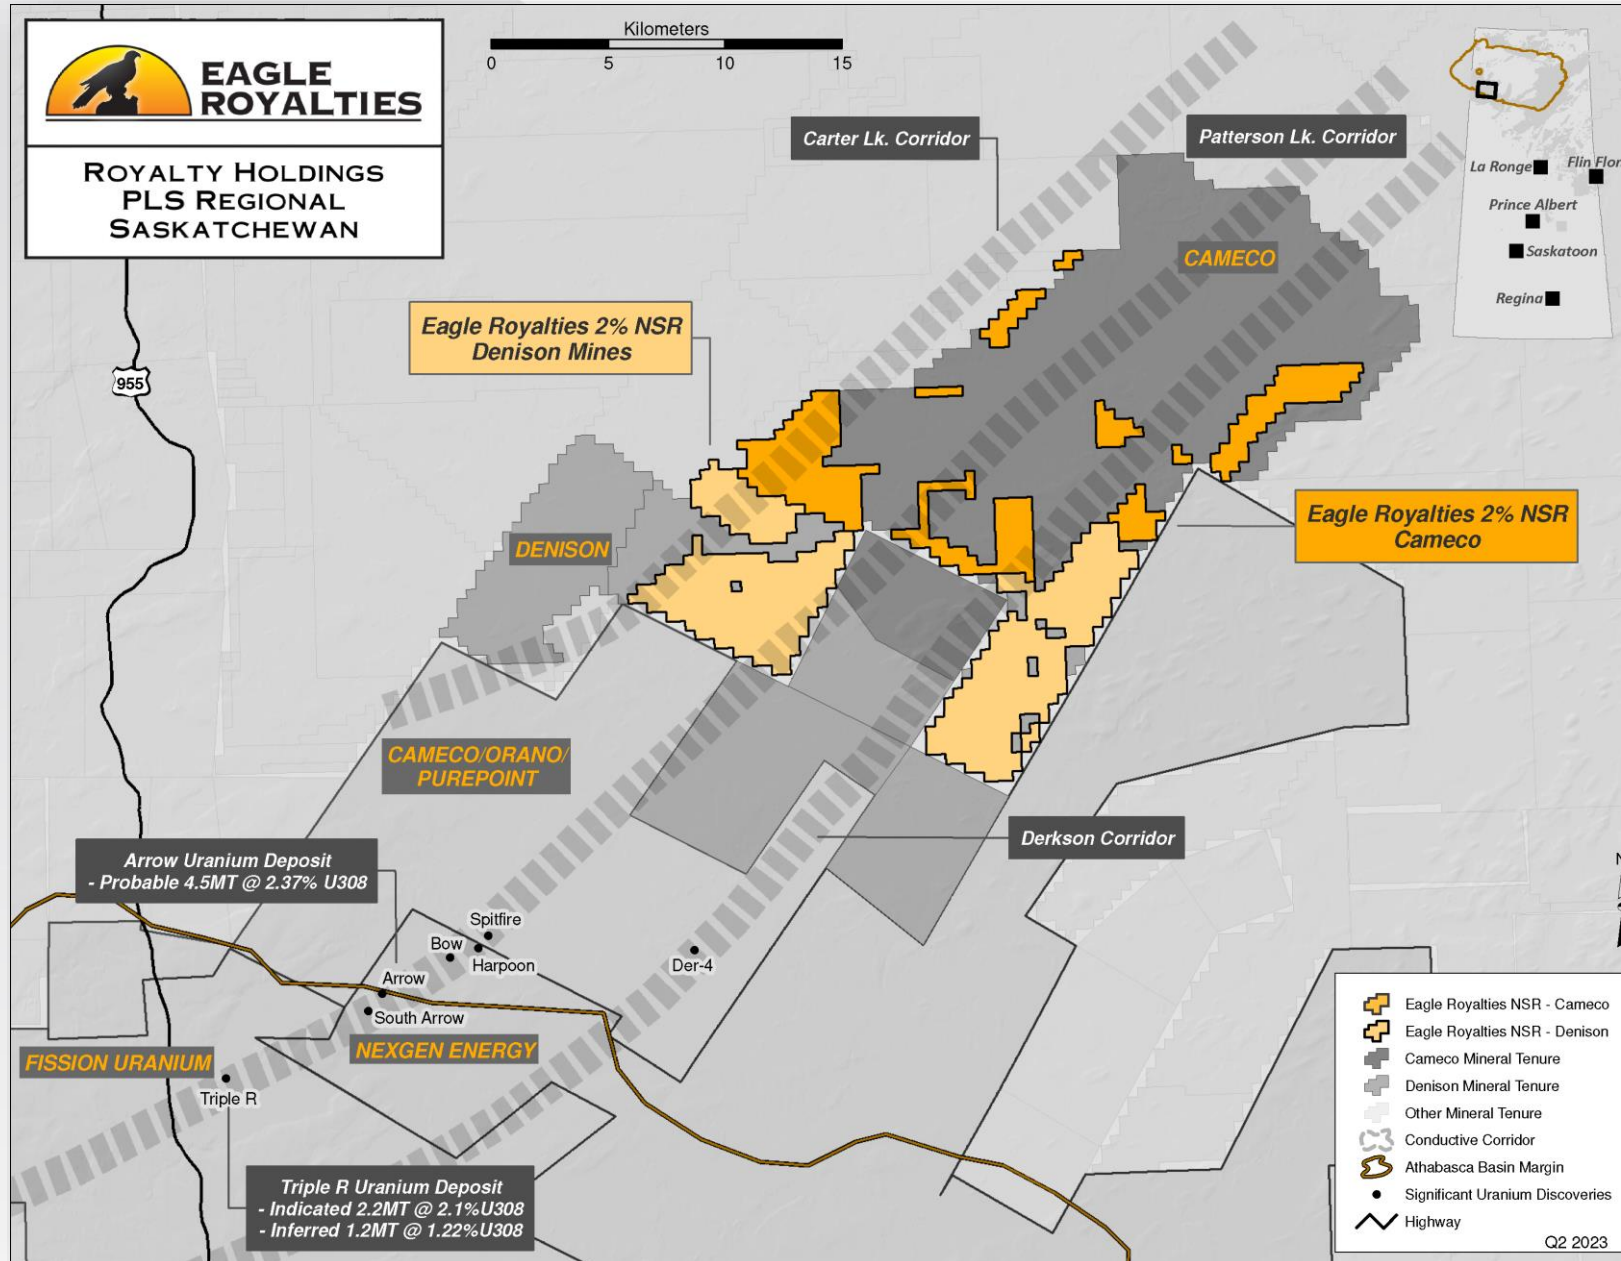 EAGLE
ROYALTIES
ROYALTY HOLDINGS
PLS REGIONAL
SASKATCHEWAN
Kilometers
0 5 10 15
Carter Lk. Corridor
Patterson Lk. Corridor
La Ronge
Prince Albert
Saskatoon
Regina
CAMECO
Eagle Royalties 2% NSR
Denison Mines
955
Eagle Royalties 2% NSR
Cameco
DENISON
CAMECO/ORANO/
PUREPOINT
Derkson Corridor
Arrow Uranium Deposit
- Probable 4.5MT @ 2.37% U308
Spitfire
Bow
Harpoon
Der-4
Arrow
South Arrow
NEXGEN ENERGY
FISSION URANIUM
Triple R
Triple R Uranium Deposit
- Indicated 2.2MT @ 2.1%U308
- Inferred 1.2MT @ 1.22%U308
Eagle Royalties NSR - Cameco
Eagle Royalties NSR - Denison
Cameco Mineral Tenure
Denison Mineral Tenure
Other Mineral Tenure
Conductive Corridor
Athabasca Basin Margin
Significant Uranium Discoveries
Highway
Q2 2023